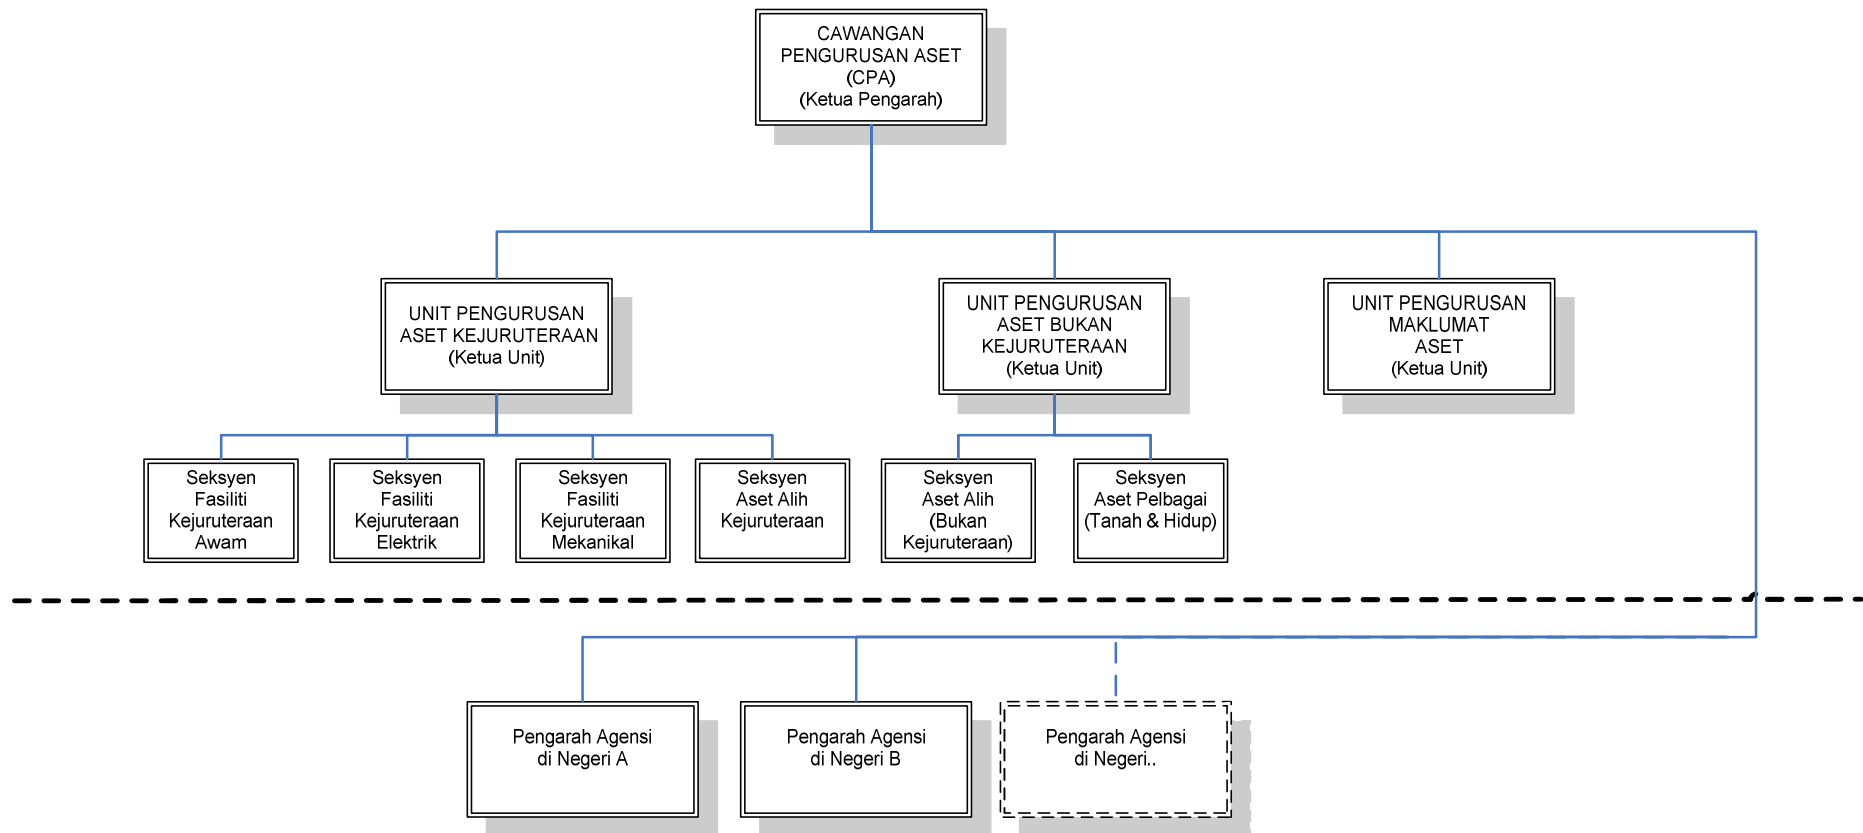 CAWANGAN
PENGURUSAN ASET
(CPA)
(Ketua Pengarah)
UNIT PENGURUSAN
ASET KEJURUTERAAN
(Ketua Unit)
UNIT PENGURUSAN
ASET BUKAN
KEJURUTERAAN
(Ketua Unit)
UNIT PENGURUSAN
MAKLUMAT
ASET
(Ketua Unit)
Seksyen
Fasiliti
Kejuruteraan
Awam
Seksyen
Fasiliti
Kejuruteraan
Elektrik
Seksyen
Fasiliti
Kejuruteraan
Mekanikal
Seksyen
Aset Alih
Kejuruteraan
Seksyen
Aset Alih
(Bukan
Kejuruteraan)
Seksyen
Aset Pelbagai
(Tanah & Hidup)
Pengarah Agensi
di Negeri A
Pengarah Agensi
di Negeri B
Pengarah Agensi
di Negeri..